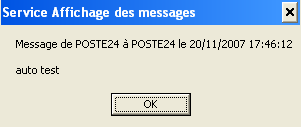 Service Affichage des messages
Message de POSTE24 à POSTE24 le 20/11/2007 17:46:12
auto test
OK